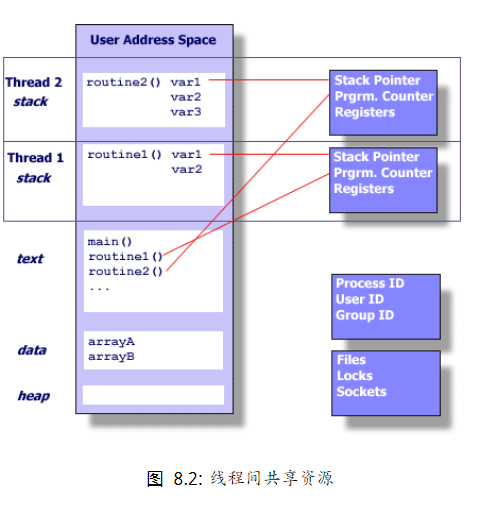 User Address Space
Thread 2
stack
routine2() var1
var2
var3
Stack Pointer
Prgrm. Counter
Registers
Thread 1
stack
routine1() var1
var2
Stack Pointer
Prgrm. Counter
Registers
text
main()
routine1()
routine2()
...
Process ID
User ID
Group ID
data
arrayA
arrayB
Files
Locks
Sockets
heap
图 8.2: 线程间共享资源